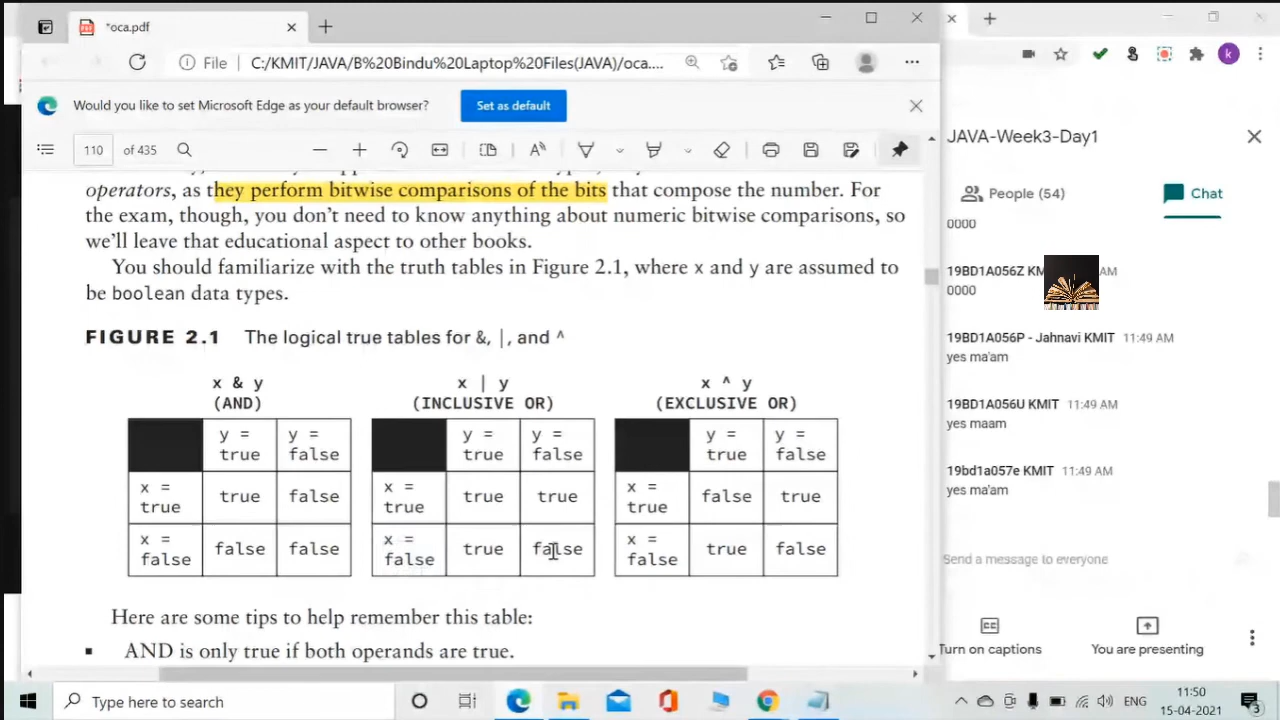 *oca.pdf
File
C:/KMIT/JAVA/B%20Bindu%20Laptop%20Files(JAVA)/oca....
Would you like to set Microsoft Edge as your default browser?
Set as default
110 of 435
operators, as they perform bitwise comparisons of the bits that compose the number. For
the exam, though, you don't need to know anything about numeric bitwise comparisons, so
we'll leave that educational aspect to other books.
You should familiarize with the truth tables in Figure 2.1, where x and y are assumed to
be boolean data types.
FIGURE 2.1 The logical true tables for &, |, and ^
x & y
(AND)
y = true
y = false
x = true
true
false
x = false
false
false
x | y
(INCLUSIVE OR)
y = true
y = false
x = true
true
true
x = false
true
false
x ^ y
(EXCLUSIVE OR)
y = true
y = false
x = true
false
true
x = false
true
false
Here are some tips to help remember this table:
▪ AND is only true if both operands are true.
JAVA-Week3-Day1
People (54)
Chat
0000
19BD1A056Z
AM
0000
19BD1A056P - Jahnavi KMIT 11:49 AM
yes ma'am
19BD1A056U KMIT 11:49 AM
yes maam
19bd1a057e KMIT 11:49 AM
yes ma'am
Send a message to everyone
Turn on captions
You are presenting
k
Type here to search
ENG
11:50
15-04-2021
3